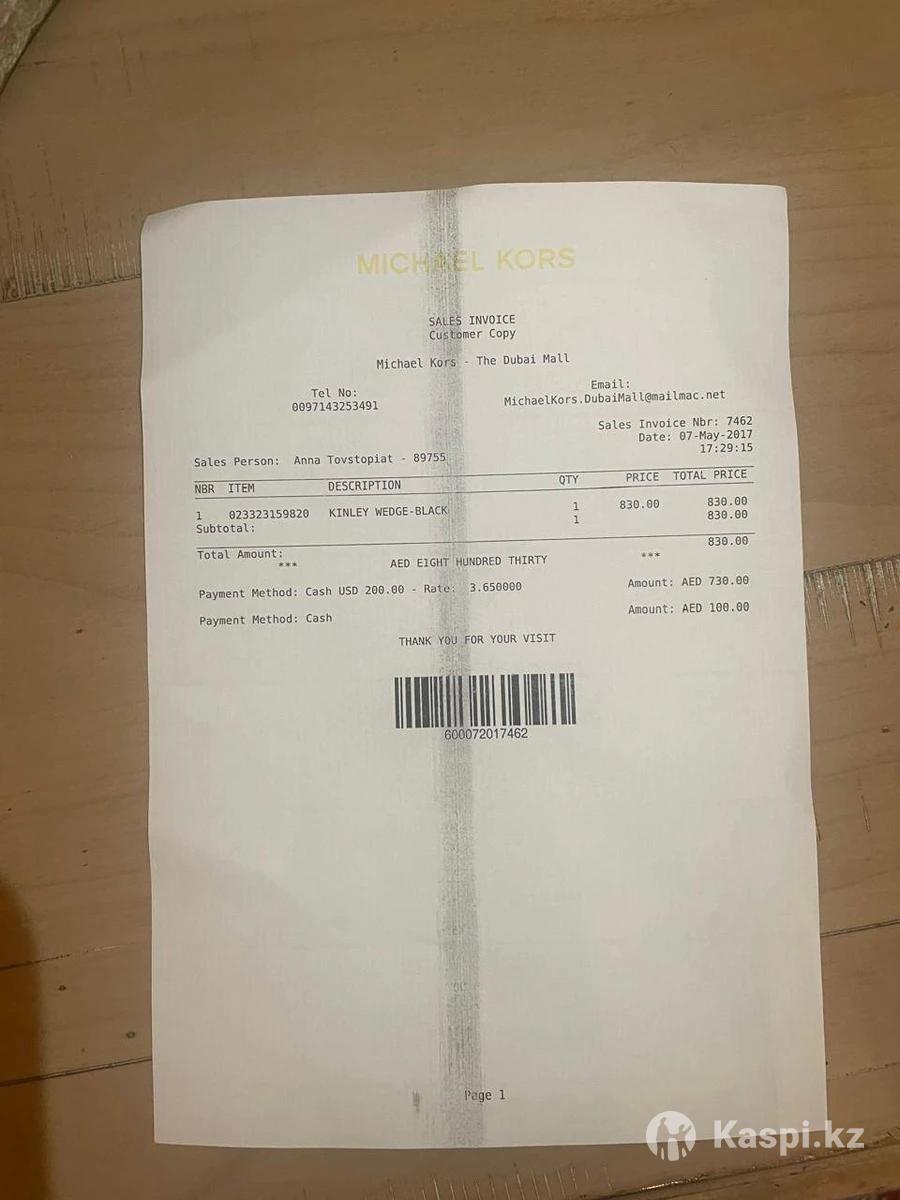 MICHAEL KORS
SALES INVOICE
Customer Copy
Michael Kors - The Dubai Mall
Tel No:
0097143253491
Email:
MichaelKors.DubaiMall@mailmac.net
Sales Invoice Nbr: 7462
Date: 07-May-2017
17:29:15
Sales Person: Anna Tovstopiat - 89755
NBR ITEM DESCRIPTION QTY PRICE TOTAL PRICE
1 023323159820 KINLEY WEDGE-BLACK 1 830.00 830.00
Subtotal: 1 830.00
Total Amount: 830.00
*** AED EIGHT HUNDRED THIRTY ***
Payment Method: Cash USD 200.00 - Rate: 3.650000 Amount: AED 730.00
Payment Method: Cash Amount: AED 100.00
THANK YOU FOR YOUR VISIT
600072017462
Page 1
Kaspi.kz